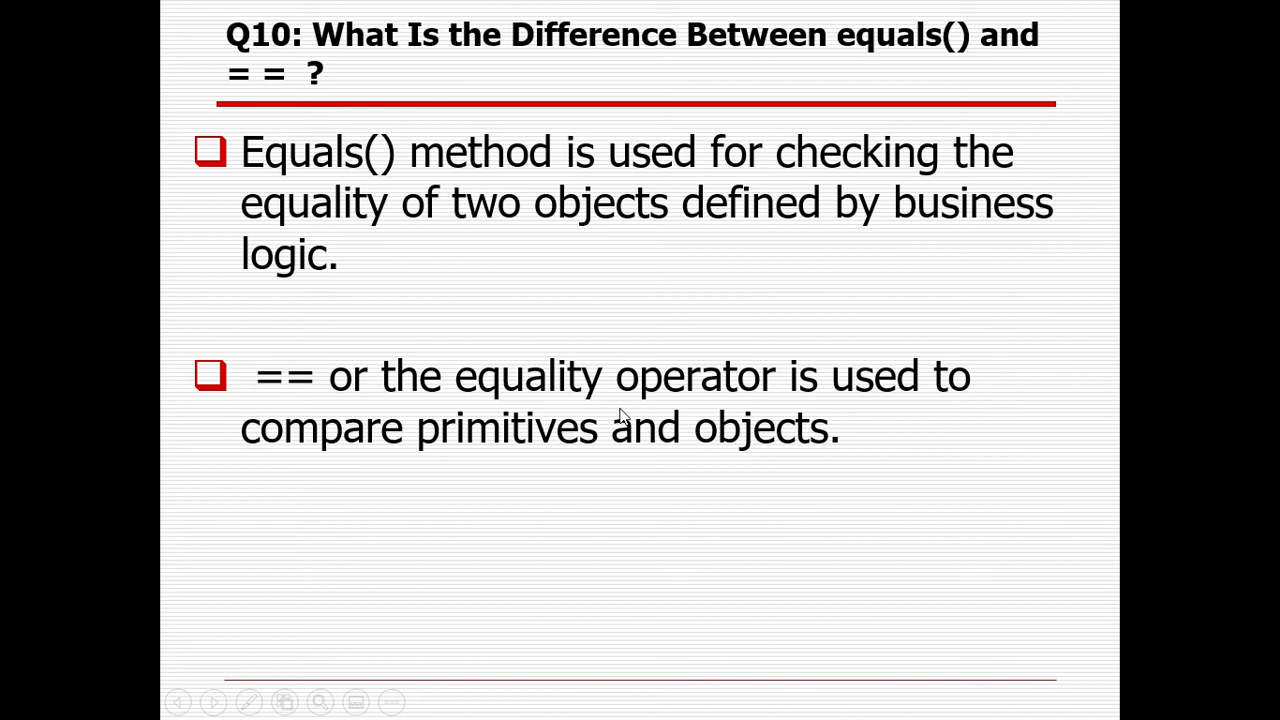 Q10: What Is the Difference Between equals() and
= = ?
Equals() method is used for checking the
equality of two objects defined by business
logic.
== or the equality operator is used to
compare primitives and objects.